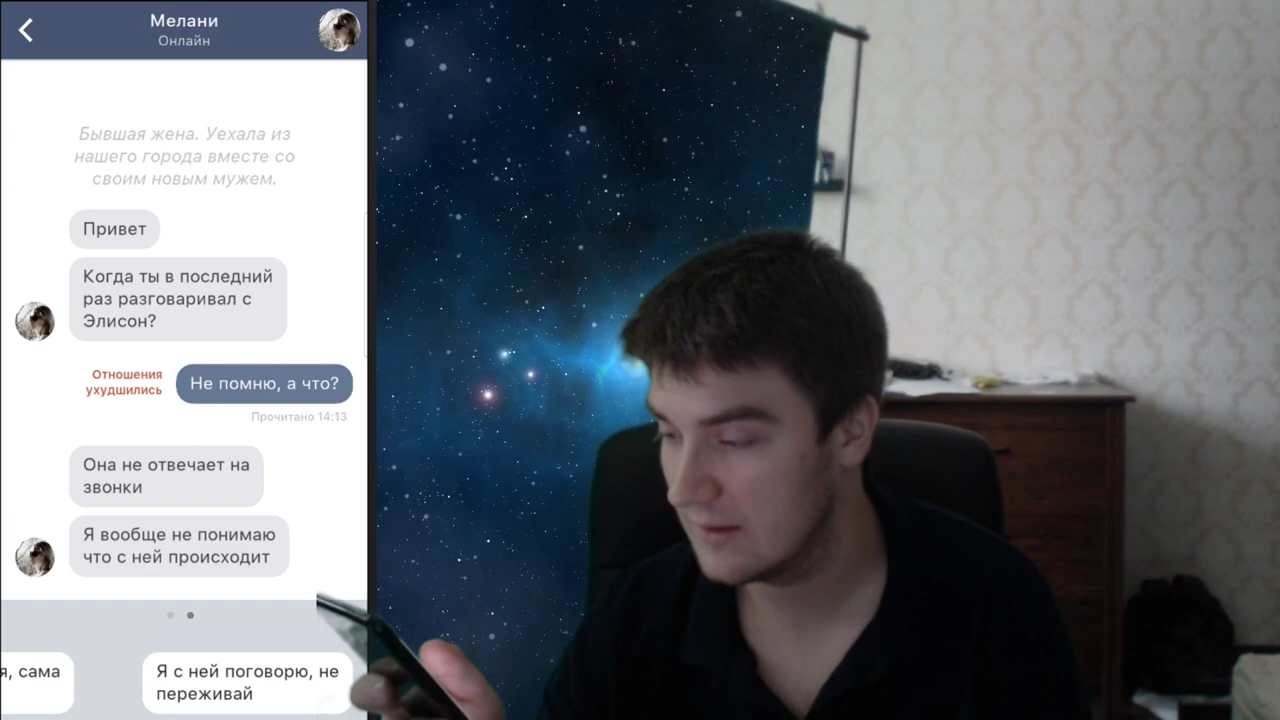 Мелани
Онлайн
Бывшая жена. Уехала из
нашего города вместе со
своим новым мужем.
Привет
Когда ты в последний
раз разговаривал с
Элисон?
Отношения
ухудшились
Не помню, а что?
Прочитано 14:13
Она не отвечает на
звонки
Я вообще не понимаю
что с ней происходит
я, сама
Я с ней поговорю, не
переживай